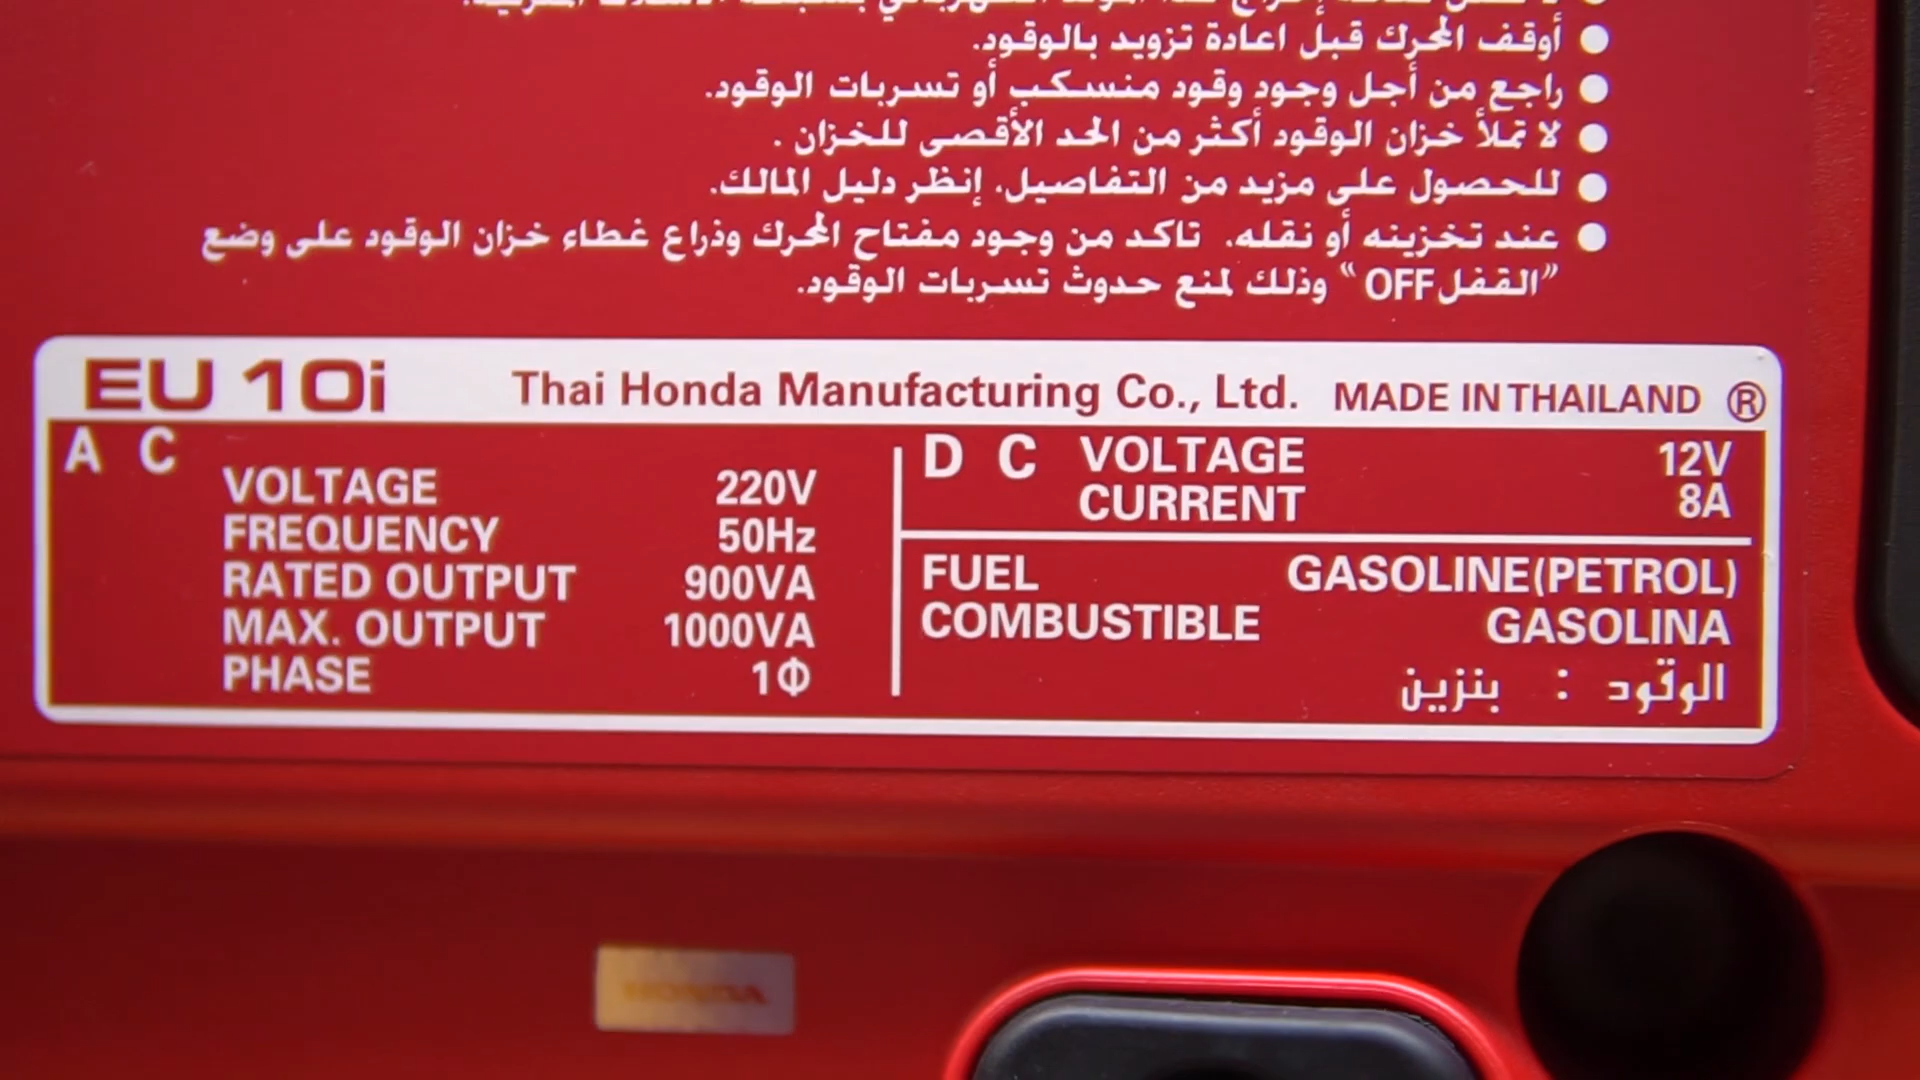 ● أوقف المحرك قبل اعادة تزويد بالوقود.
● راجع من أجل وجود وقود منسكب أو تسربات الوقود.
● لا تملأ خزان الوقود أكثر من الحد الأقصى للخزان .
● للحصول على مزيد من التفاصيل، إنظر دليل المالك.
● عند تخزينه أو نقله، تاكد من وجود مفتاح المحرك وذراع غطاء خزان الوقود على وضع
”القفل OFF“ وذلك لمنع حدوث تسربات الوقود.
EU 10i Thai Honda Manufacturing Co., Ltd. MADE IN THAILAND ®
A C
VOLTAGE 220V
FREQUENCY 50Hz
RATED OUTPUT 900VA
MAX. OUTPUT 1000VA
PHASE 1Φ
D C VOLTAGE 12V
CURRENT 8A
FUEL GASOLINE(PETROL)
COMBUSTIBLE GASOLINA
الوقود : بنزين
HONDA